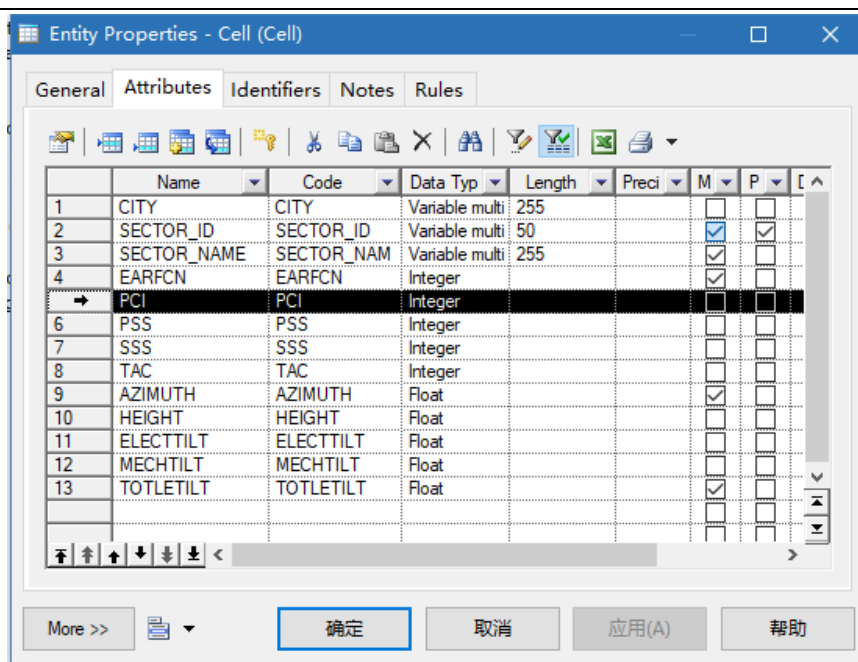 Entity Properties - Cell (Cell)
General Attributes Identifiers Notes Rules
Name Code Data Typ Length Preci M P D
1 CITY CITY Variable multi 255
2 SECTOR_ID SECTOR_ID Variable multi 50
3 SECTOR_NAME SECTOR_NAM Variable multi 255
4 EARFCN EARFCN Integer
PCI PCI Integer
6 PSS PSS Integer
7 SSS SSS Integer
8 TAC TAC Integer
9 AZIMUTH AZIMUTH Float
10 HEIGHT HEIGHT Float
11 ELECTTILT ELECTTILT Float
12 MECHTILT MECHTILT Float
13 TOTLETILT TOTLETILT Float
More >> 确定 取消 应用(A) 帮助